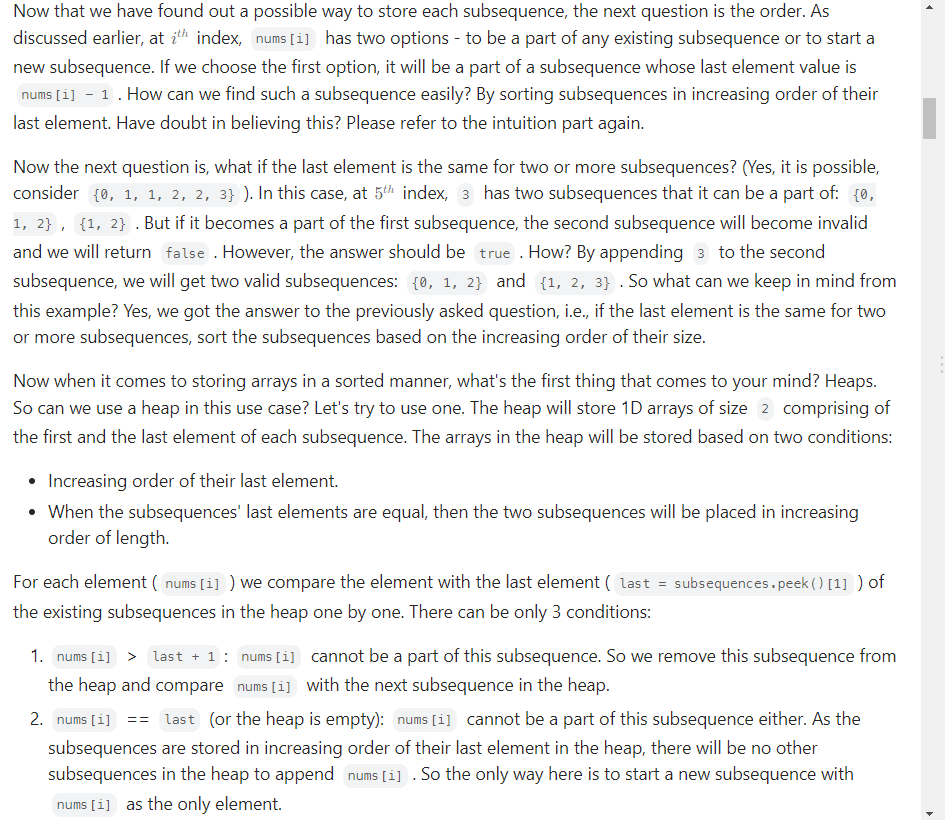 Now that we have found out a possible way to store each subsequence, the next question is the order. As
discussed earlier, at ith index, nums[i] has two options - to be a part of any existing subsequence or to start a
new subsequence. If we choose the first option, it will be a part of a subsequence whose last element value is
nums[i] - 1 . How can we find such a subsequence easily? By sorting subsequences in increasing order of their
last element. Have doubt in believing this? Please refer to the intuition part again.
Now the next question is, what if the last element is the same for two or more subsequences? (Yes, it is possible,
consider {0, 1, 1, 2, 2, 3} ). In this case, at 5th index, 3 has two subsequences that it can be a part of: {0,
1, 2} , {1, 2} . But if it becomes a part of the first subsequence, the second subsequence will become invalid
and we will return false . However, the answer should be true . How? By appending 3 to the second
subsequence, we will get two valid subsequences: {0, 1, 2} and {1, 2, 3} . So what can we keep in mind from
this example? Yes, we got the answer to the previously asked question, i.e., if the last element is the same for two
or more subsequences, sort the subsequences based on the increasing order of their size.
Now when it comes to storing arrays in a sorted manner, what's the first thing that comes to your mind? Heaps.
So can we use a heap in this use case? Let's try to use one. The heap will store 1D arrays of size 2 comprising of
the first and the last element of each subsequence. The arrays in the heap will be stored based on two conditions:
• Increasing order of their last element.
• When the subsequences' last elements are equal, then the two subsequences will be placed in increasing
order of length.
For each element ( nums[i] ) we compare the element with the last element ( last = subsequences.peek()[1] ) of
the existing subsequences in the heap one by one. There can be only 3 conditions:
1. nums[i] > last + 1 : nums[i] cannot be a part of this subsequence. So we remove this subsequence from
the heap and compare nums[i] with the next subsequence in the heap.
2. nums[i] == last (or the heap is empty): nums[i] cannot be a part of this subsequence either. As the
subsequences are stored in increasing order of their last element in the heap, there will be no other
subsequences in the heap to append nums[i] . So the only way here is to start a new subsequence with
nums[i] as the only element.